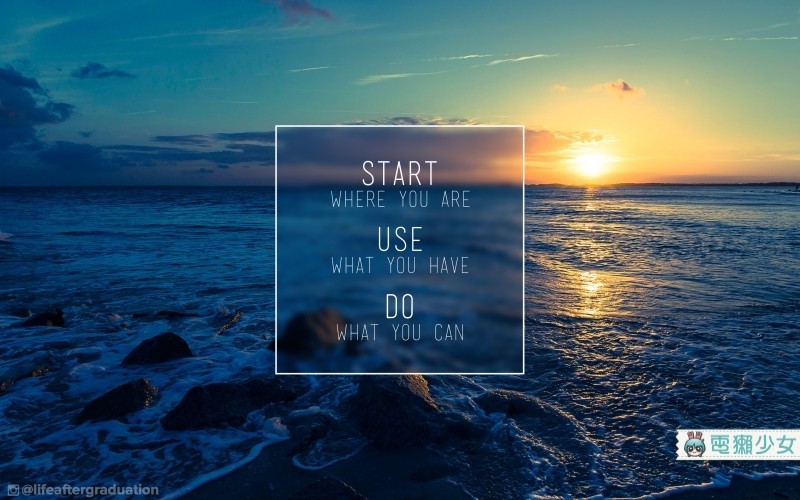 START
WHERE YOU ARE
USE
WHAT YOU HAVE
DO
WHAT YOU CAN
@lifeaftergraduation
電獺少女